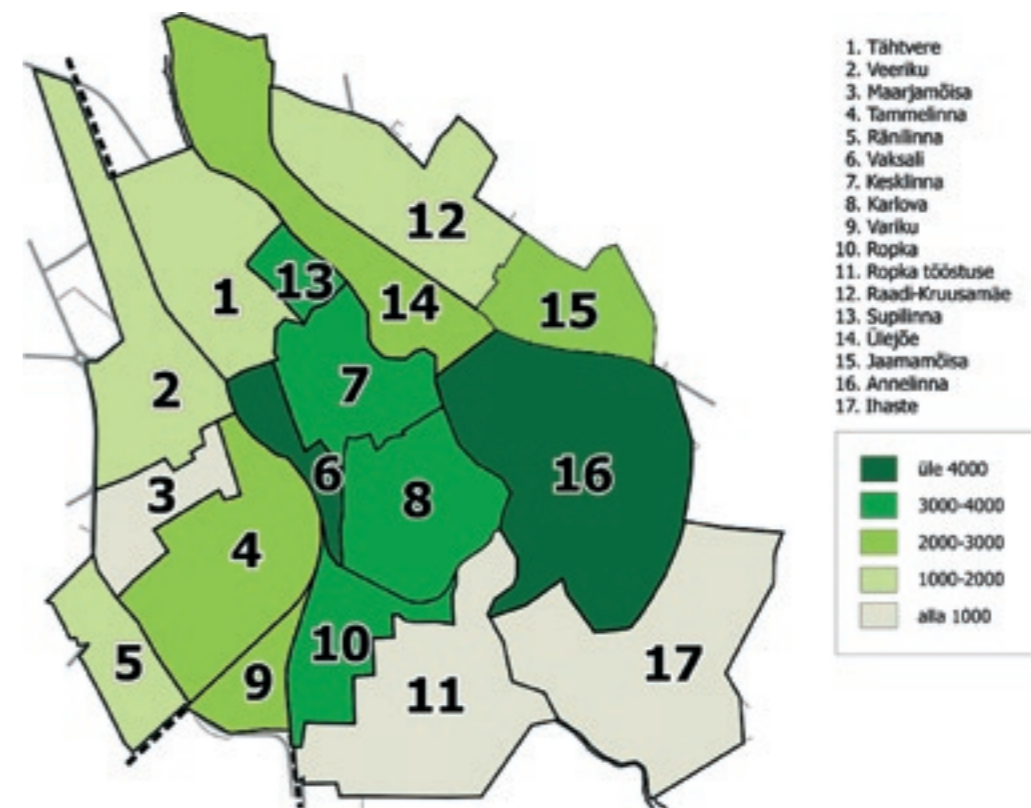 1. Tähtvere
2. Veeriku
3. Maarjamõisa
4. Tammelinna
5. Ränilinna
6. Vaksali
7. Kesklinna
8. Karlova
9. Variku
10. Ropka
11. Ropka tööstuse
12. Raadi-Kruusamäe
13. Supilinna
14. Ülejõe
15. Jaamamõisa
16. Annelinna
17. Ihaste
üle 4000
3000-4000
2000-3000
1000-2000
alla 1000
12
13
1
14
15
7
2
6
16
3
8
4
10
5
9
11
17